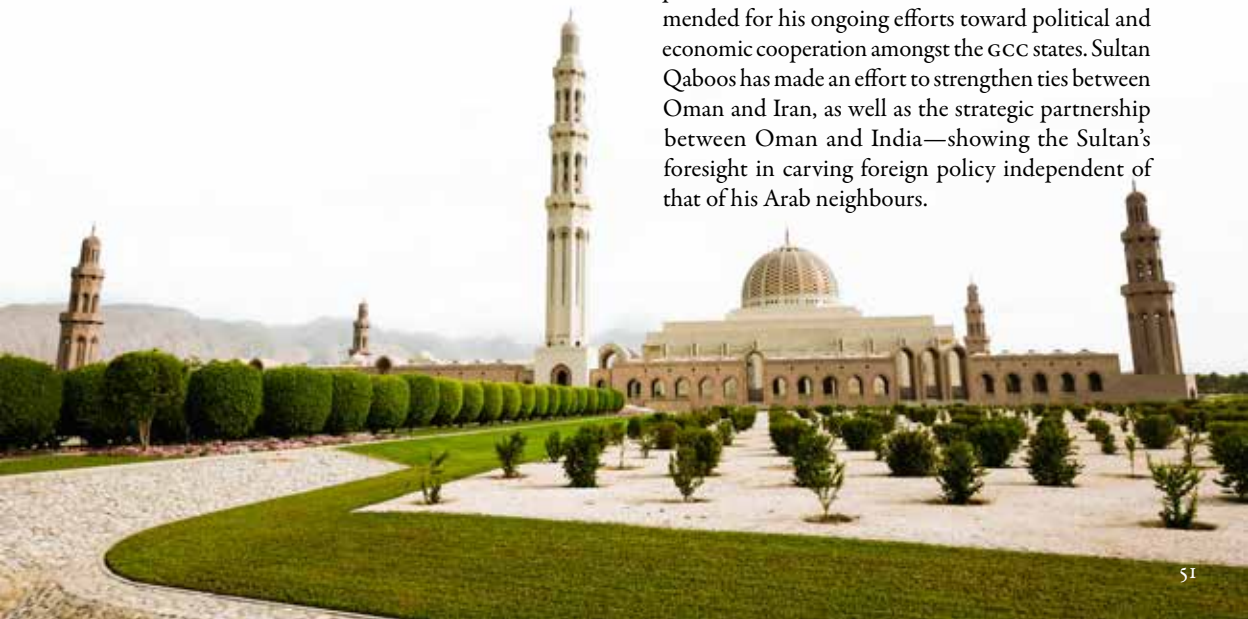 mended for his ongoing efforts toward political and
economic cooperation amongst the GCC states. Sultan
Qaboos has made an effort to strengthen ties between
Oman and Iran, as well as the strategic partnership
between Oman and India—showing the Sultan’s
foresight in carving foreign policy independent of
that of his Arab neighbours.
51